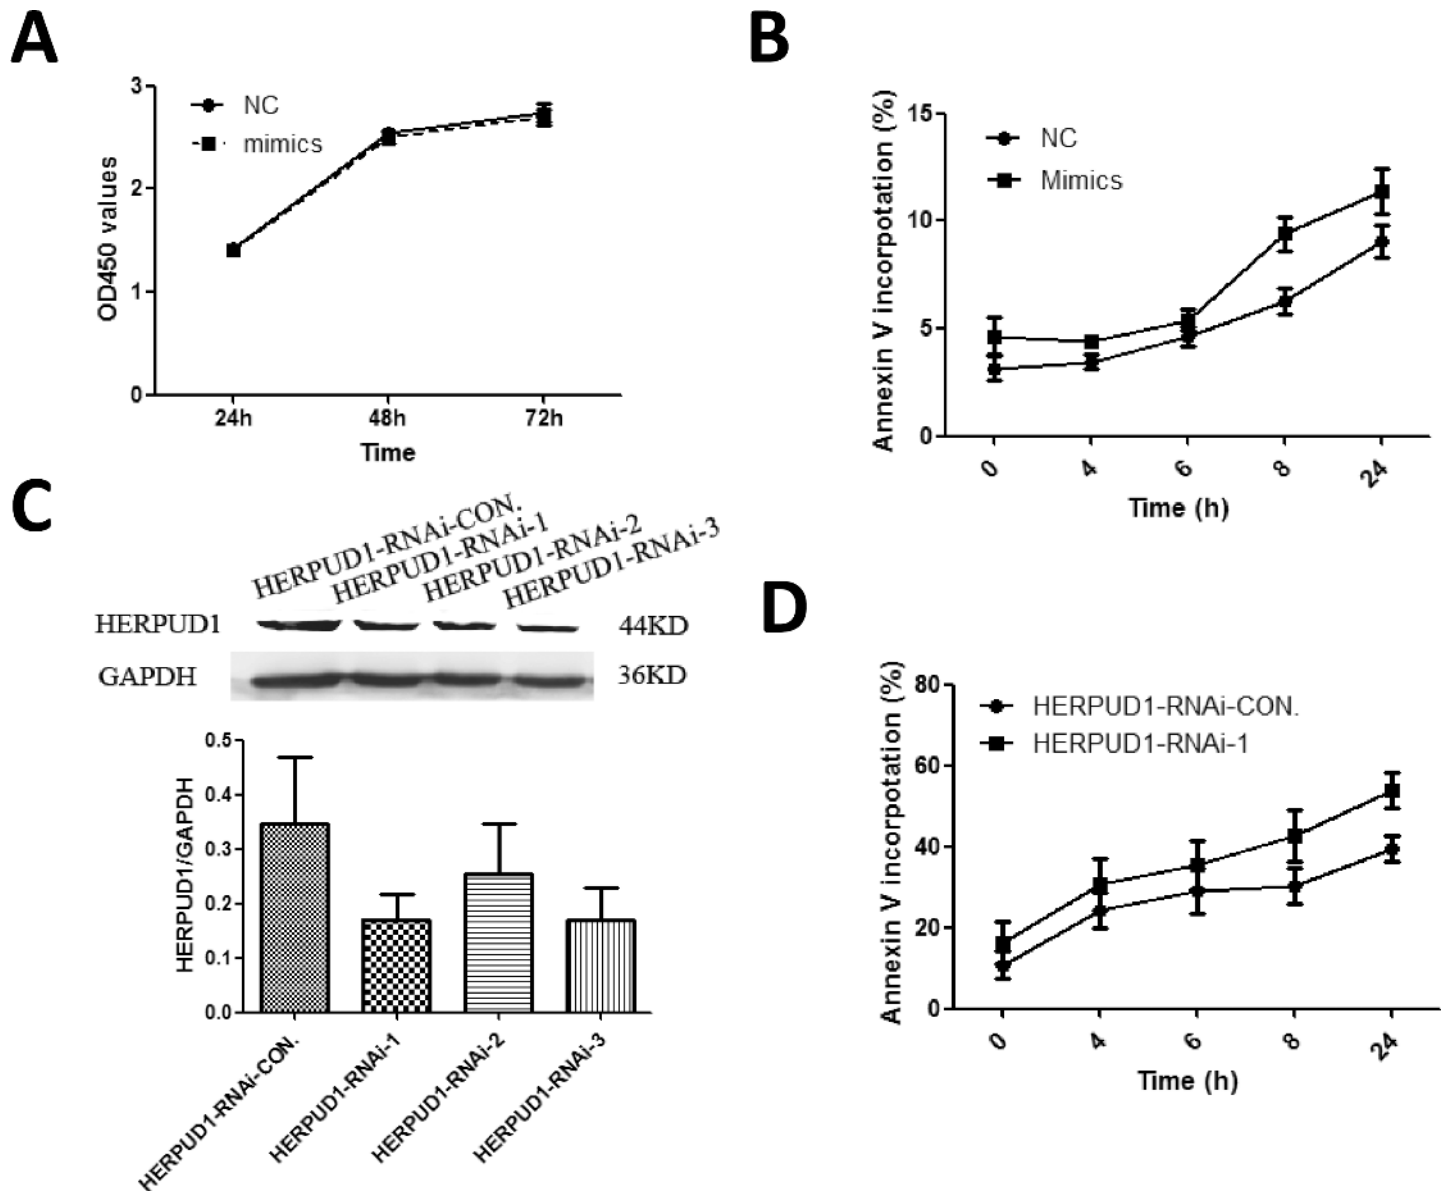 A
3
2
1
0
OD450 values
NC
mimics
24h
48h
72h
Time
B
15
10
5
0
Annexin V incorpotation (%)
NC
Mimics
0
4
6
8
24
Time (h)
C
HERPUD1-RNAi-CON.
HERPUD1-RNAi-1
HERPUD1-RNAi-2
HERPUD1-RNAi-3
HERPUD1
44KD
GAPDH
36KD
0.5
0.4
0.3
0.2
0.1
0.0
HERPUD1/GAPDH
HERPUD1-RNAi-CON.
HERPUD1-RNAi-1
HERPUD1-RNAi-2
HERPUD1-RNAi-3
D
80
60
40
20
0
Annexin V incorpotation (%)
HERPUD1-RNAi-CON.
HERPUD1-RNAi-1
0
4
6
8
24
Time (h)